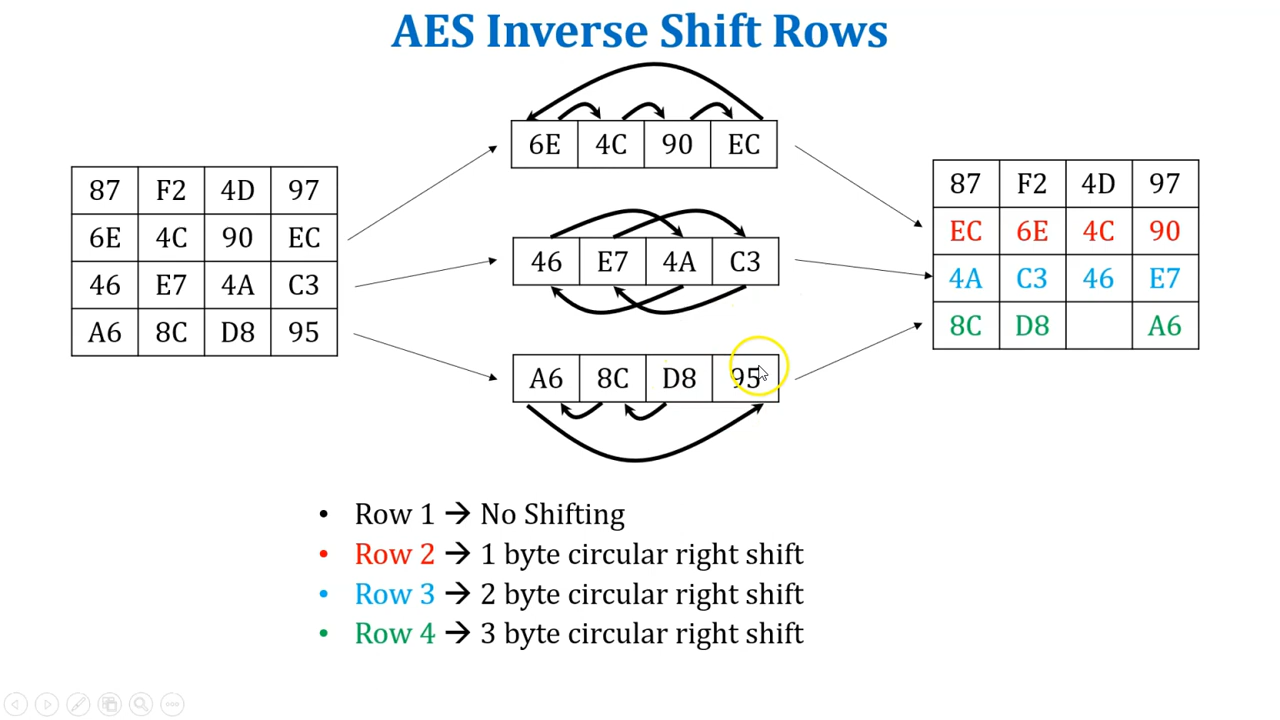 AES Inverse Shift Rows
6E 4C 90 EC
87 F2 4D 97
6E 4C 90 EC
46 E7 4A C3
A6 8C D8 95
46 E7 4A C3
A6 8C D8 95
87 F2 4D 97
EC 6E 4C 90
4A C3 46 E7
8C D8 A6
• Row 1 → No Shifting
• Row 2 → 1 byte circular right shift
• Row 3 → 2 byte circular right shift
• Row 4 → 3 byte circular right shift